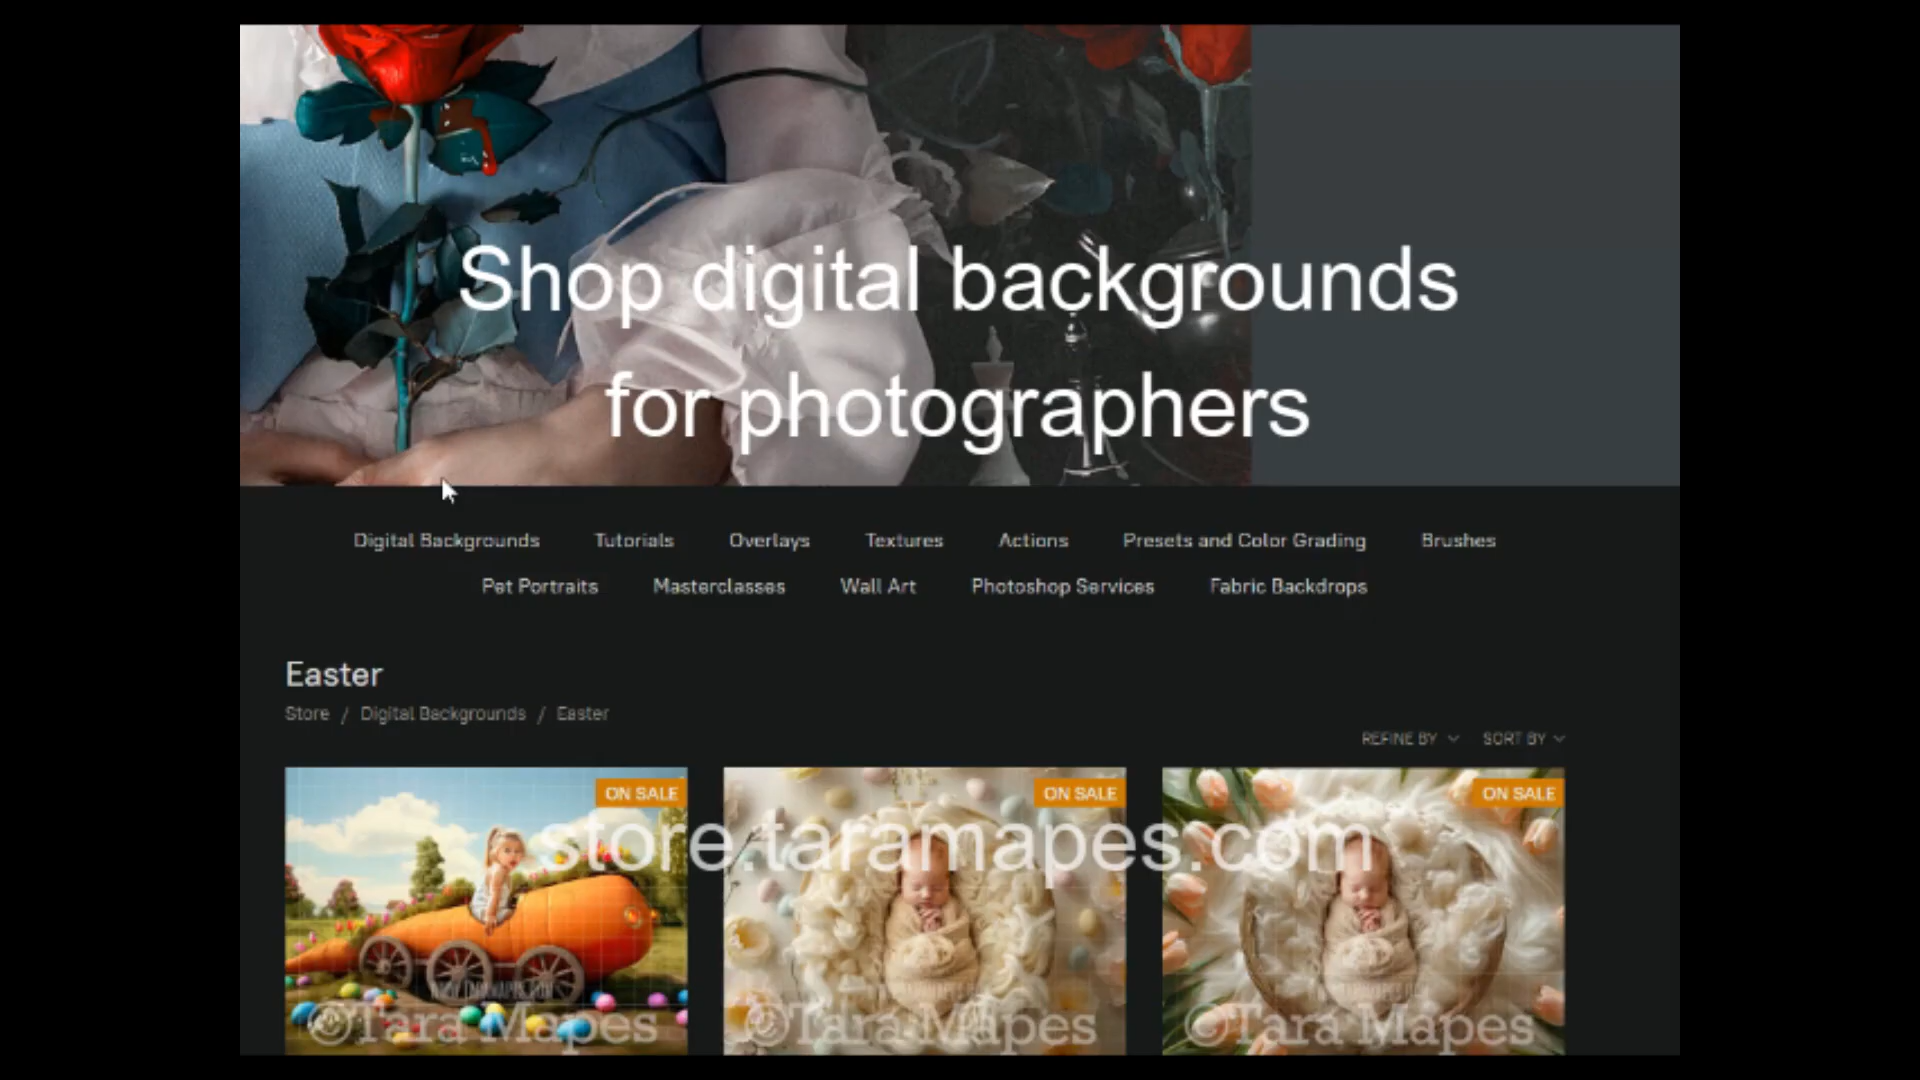 Shop digital backgrounds
for photographers
Digital Backgrounds Tutorials Overlays Textures Actions Presets and Color Grading Brushes
Pet Portraits Masterclasses Wall Art Photoshop Services Fabric Backdrops
Easter
Store / Digital Backgrounds / Easter
REFINE BY SORT BY
ON SALE ON SALE ON SALE
store.taramapes.com
©Tara Mapes ©Tara Mapes ©Tara Mapes